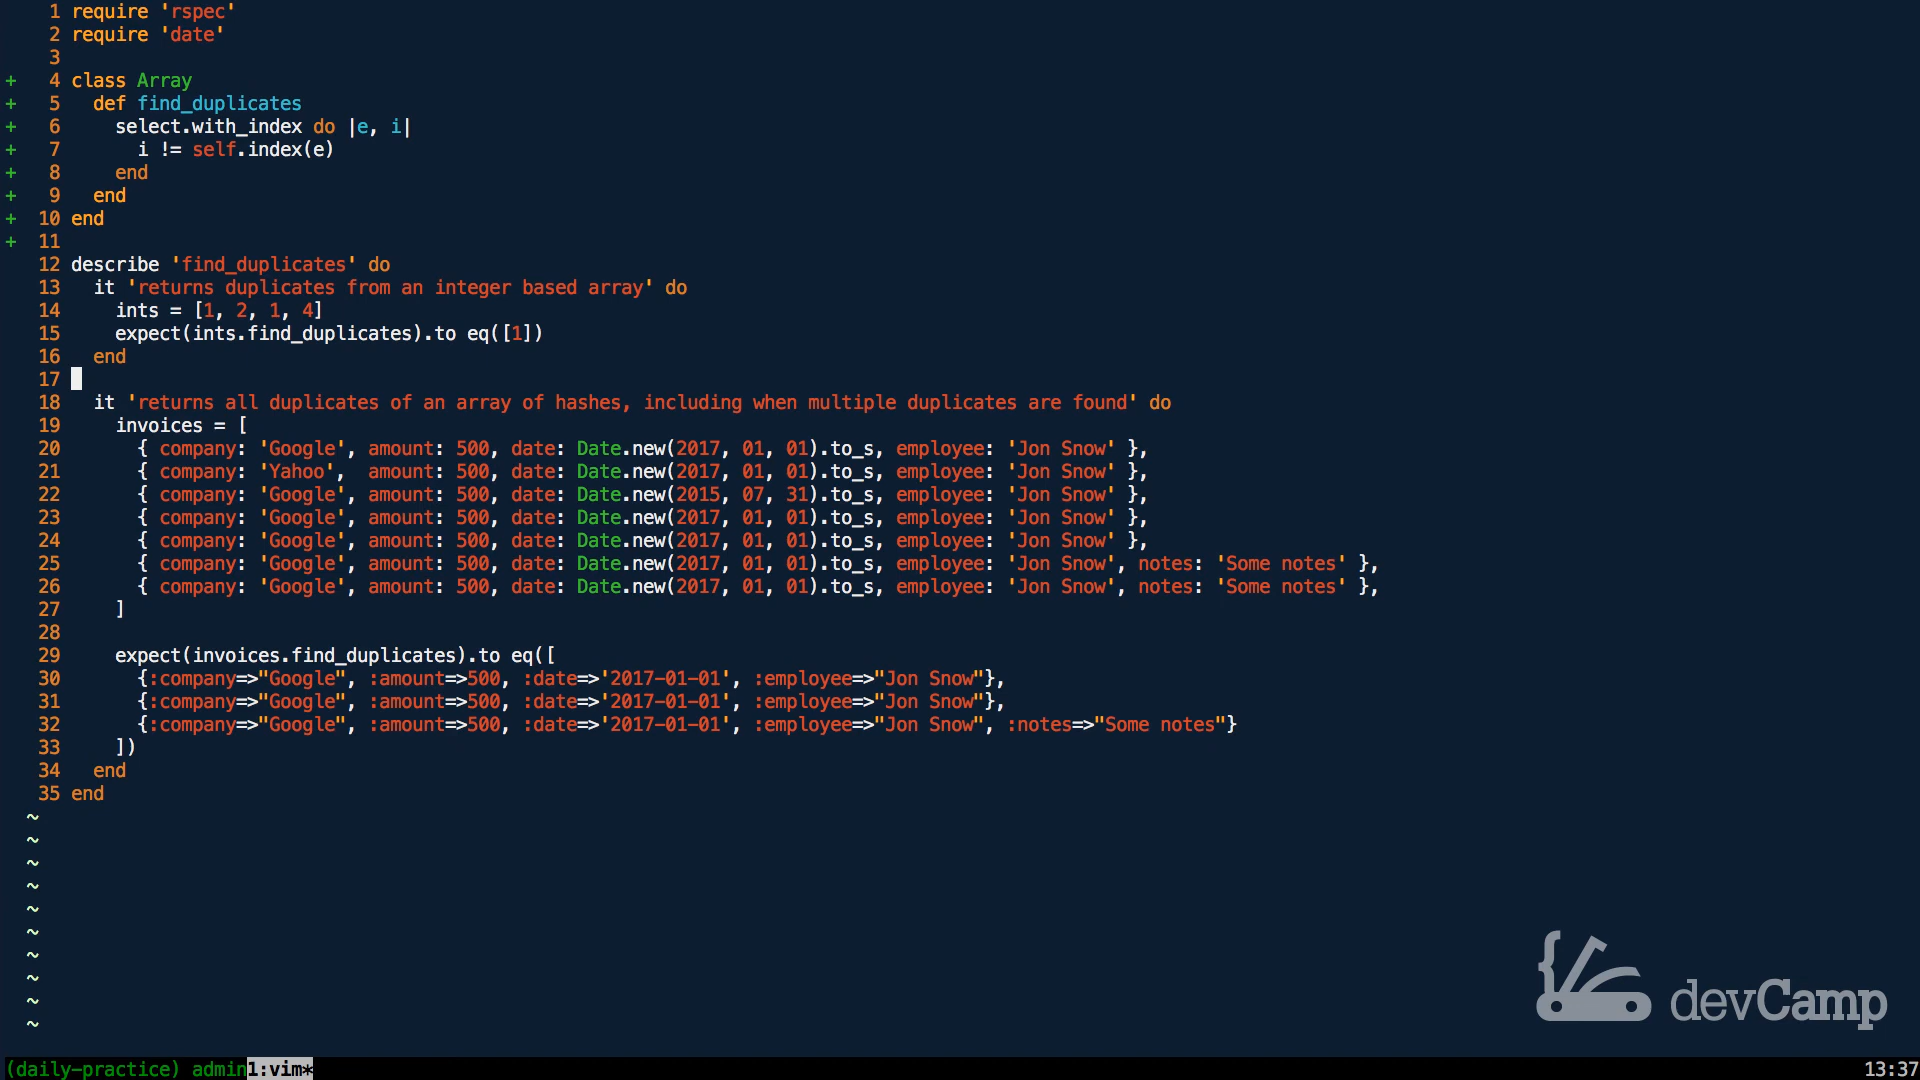 1 require 'rspec'
2 require 'date'
3
+ 4 class Array
+ 5   def find_duplicates
+ 6     select.with_index do |e, i|
+ 7       i != self.index(e)
+ 8     end
+ 9   end
+ 10 end
+ 11
12 describe 'find_duplicates' do
13   it 'returns duplicates from an integer based array' do
14     ints = [1, 2, 1, 4]
15     expect(ints.find_duplicates).to eq([1])
16   end
17
18   it 'returns all duplicates of an array of hashes, including when multiple duplicates are found' do
19     invoices = [
20       { company: 'Google', amount: 500, date: Date.new(2017, 01, 01).to_s, employee: 'Jon Snow' },
21       { company: 'Yahoo',  amount: 500, date: Date.new(2017, 01, 01).to_s, employee: 'Jon Snow' },
22       { company: 'Google', amount: 500, date: Date.new(2015, 07, 31).to_s, employee: 'Jon Snow' },
23       { company: 'Google', amount: 500, date: Date.new(2017, 01, 01).to_s, employee: 'Jon Snow' },
24       { company: 'Google', amount: 500, date: Date.new(2017, 01, 01).to_s, employee: 'Jon Snow' },
25       { company: 'Google', amount: 500, date: Date.new(2017, 01, 01).to_s, employee: 'Jon Snow', notes: 'Some notes' },
26       { company: 'Google', amount: 500, date: Date.new(2017, 01, 01).to_s, employee: 'Jon Snow', notes: 'Some notes' },
27     ]
28
29     expect(invoices.find_duplicates).to eq([
30       {:company=>"Google", :amount=>500, :date=>'2017-01-01', :employee=>"Jon Snow"},
31       {:company=>"Google", :amount=>500, :date=>'2017-01-01', :employee=>"Jon Snow"},
32       {:company=>"Google", :amount=>500, :date=>'2017-01-01', :employee=>"Jon Snow", :notes=>"Some notes"}
33     ])
34   end
35 end
~
~
~
~
~
~
~
~
~
~
devCamp
(daily-practice) admin1:vim* 13:37